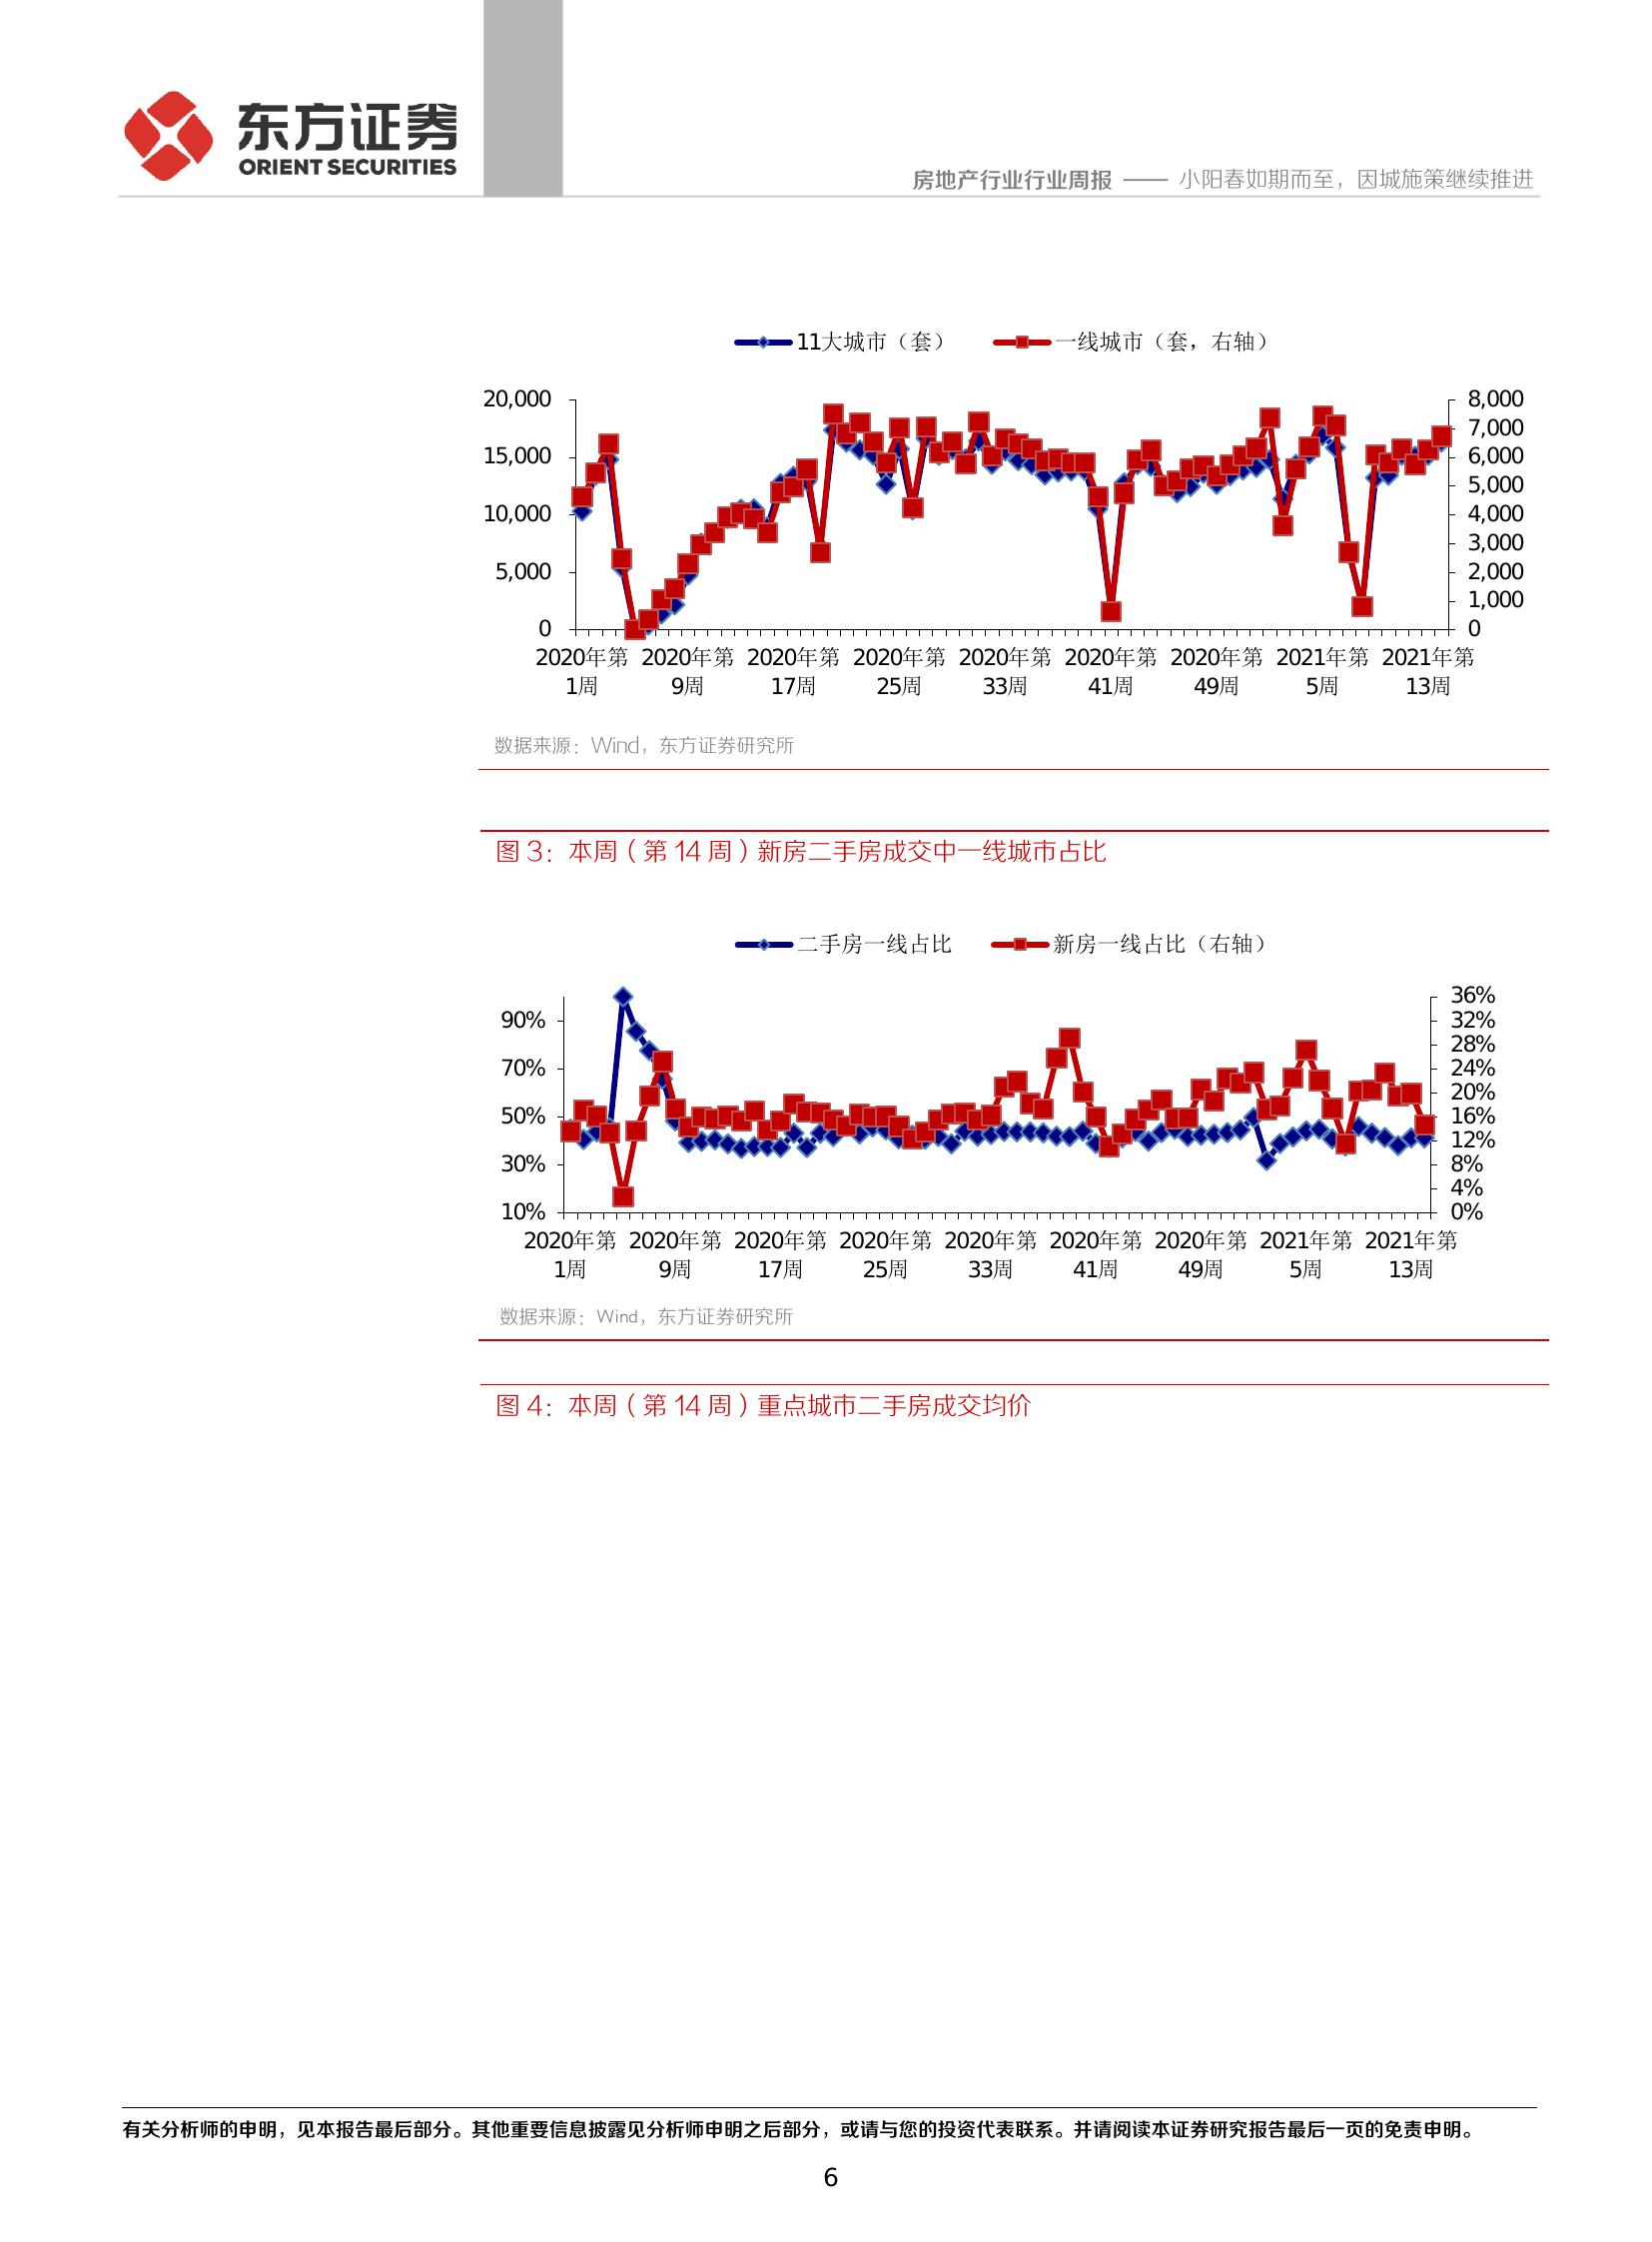 东方证券
ORIENT SECURITIES
房地产行业行业周报 —— 小阳春如期而至，因城施策继续推进
11大城市（套）
一线城市（套，右轴）
20,000
15,000
10,000
5,000
0
8,000
7,000
6,000
5,000
4,000
3,000
2,000
1,000
0
2020年第1周
2020年第9周
2020年第17周
2020年第25周
2020年第33周
2020年第41周
2020年第49周
2021年第5周
2021年第13周
数据来源：Wind，东方证券研究所
图 3：本周（第 14 周）新房二手房成交中一线城市占比
二手房一线占比
新房一线占比（右轴）
90%
70%
50%
30%
10%
36%
32%
28%
24%
20%
16%
12%
8%
4%
0%
2020年第1周
2020年第9周
2020年第17周
2020年第25周
2020年第33周
2020年第41周
2020年第49周
2021年第5周
2021年第13周
数据来源：Wind，东方证券研究所
图 4：本周（第 14 周）重点城市二手房成交均价
有关分析师的申明，见本报告最后部分。其他重要信息披露见分析师申明之后部分，或请与您的投资代表联系。并请阅读本证券研究报告最后一页的免责申明。
6